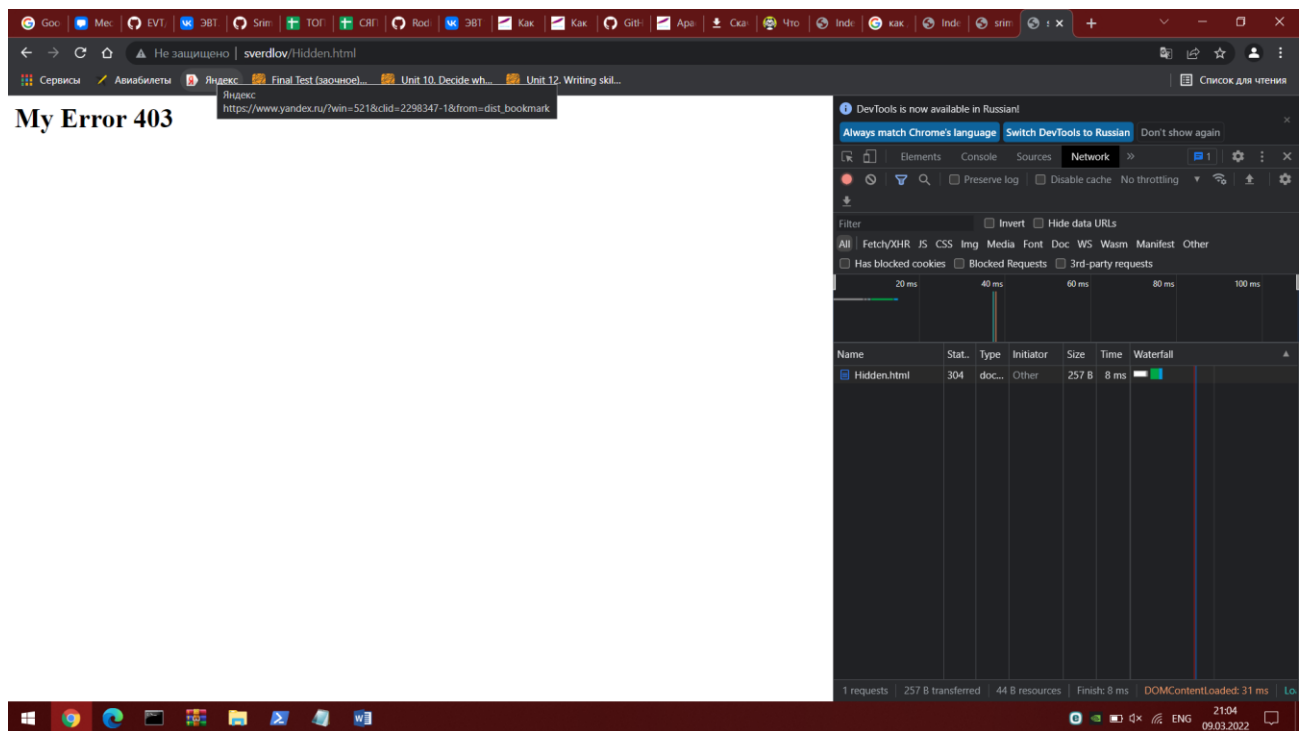 Goo Мес EVT/ ЭВТ Srim ТОП СЯП Rodi ЭВТ Как Как GitH Apac Ска Что Inde как Inde srim s
Не защищено sverdlov/Hidden.html
Сервисы Авиабилеты Яндекс Final Test (заочное)... Unit 10. Decide wh... Unit 12. Writing skil... Список для чтения
Яндекс
https://www.yandex.ru/?win=521&clid=2298347-1&from=dist_bookmark
My Error 403
DevTools is now available in Russian!
Always match Chrome's language Switch DevTools to Russian Don't show again
Elements Console Sources Network » 1
Preserve log Disable cache No throttling
Filter Invert Hide data URLs
All Fetch/XHR JS CSS Img Media Font Doc WS Wasm Manifest Other
Has blocked cookies Blocked Requests 3rd-party requests
20 ms 40 ms 60 ms 80 ms 100 ms
Name Stat.. Type Initiator Size Time Waterfall
Hidden.html 304 doc... Other 257 B 8 ms
1 requests 257 B transferred 44 B resources Finish: 8 ms DOMContentLoaded: 31 ms Lo
ENG 21:04
09.03.2022